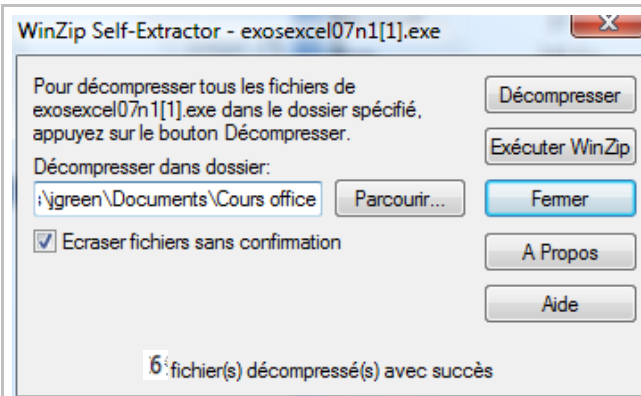 WinZip Self-Extractor - exosexcel07n1[1].exe
Pour décompresser tous les fichiers de
exosexcel07n1[1].exe dans le dossier spécifié,
appuyez sur le bouton Décompresser.
Décompresser dans dossier:
\jgreen\Documents\Cours office
Parcourir...
Ecraser fichiers sans confirmation
Décompresser
Exécuter WinZip
Fermer
A Propos
Aide
6 fichier(s) décompressé(s) avec succès